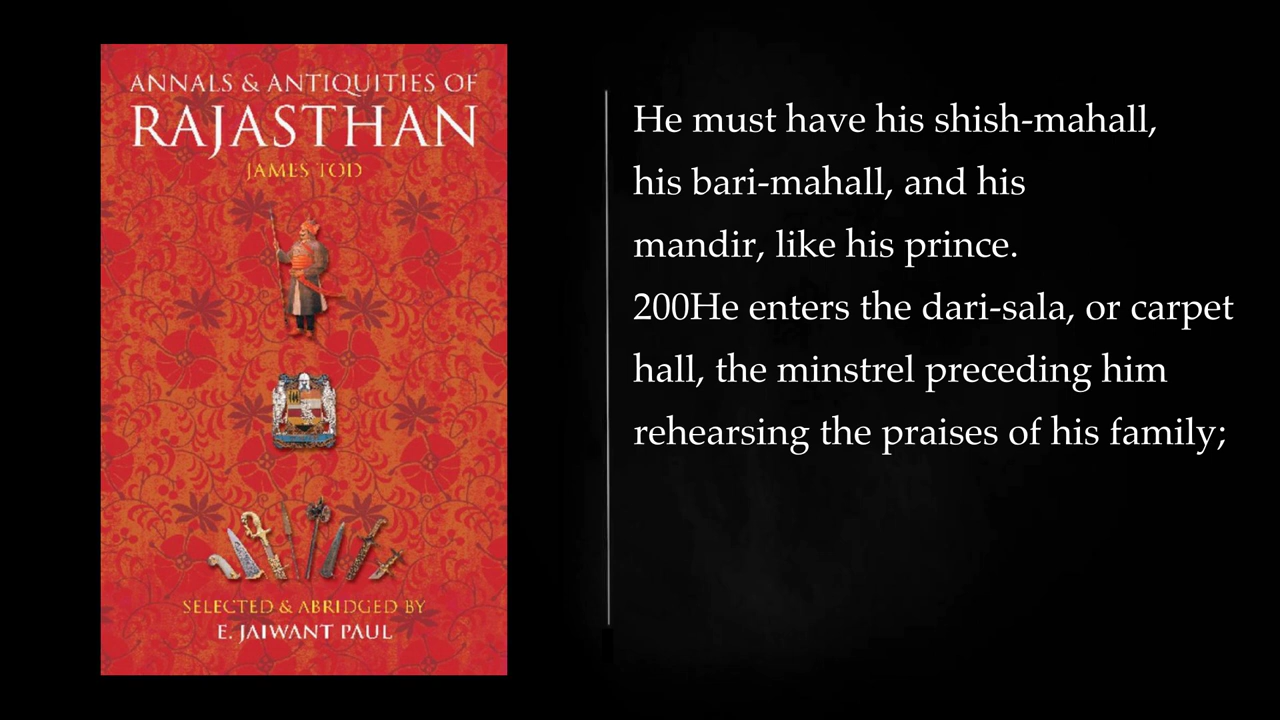 ANNALS & ANTIQUITIES OF
RAJASTHAN
JAMES TOD
SELECTED & ABRIDGED BY
E. JAIWANT PAUL
He must have his shish-mahall,
his bari-mahall, and his
mandir, like his prince.
200He enters the dari-sala, or carpet
hall, the minstrel preceding him
rehearsing the praises of his family;